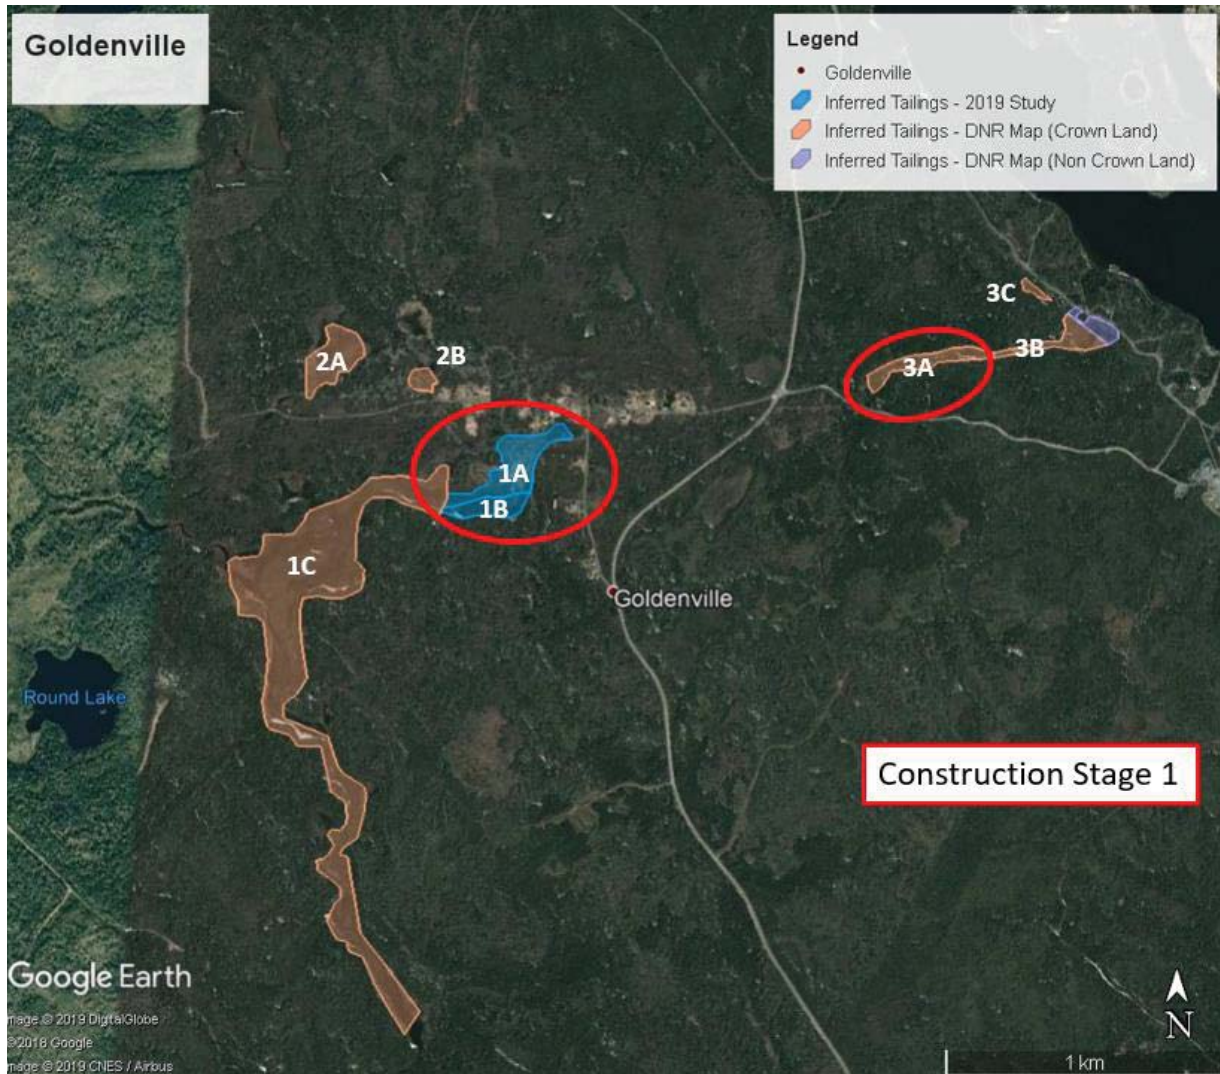 Goldenville
Legend
Goldenville
Inferred Tailings - 2019 Study
Inferred Tailings - DNR Map (Crown Land)
Inferred Tailings - DNR Map (Non Crown Land)
3C
2A
2B
3A
3B
1A
1B
1C
Goldenville
Round Lake
Construction Stage 1
Google Earth
mage © 2019 DigitalGlobe
©2018 Google
mage © 2019 CNES / Airbus
N
1 km